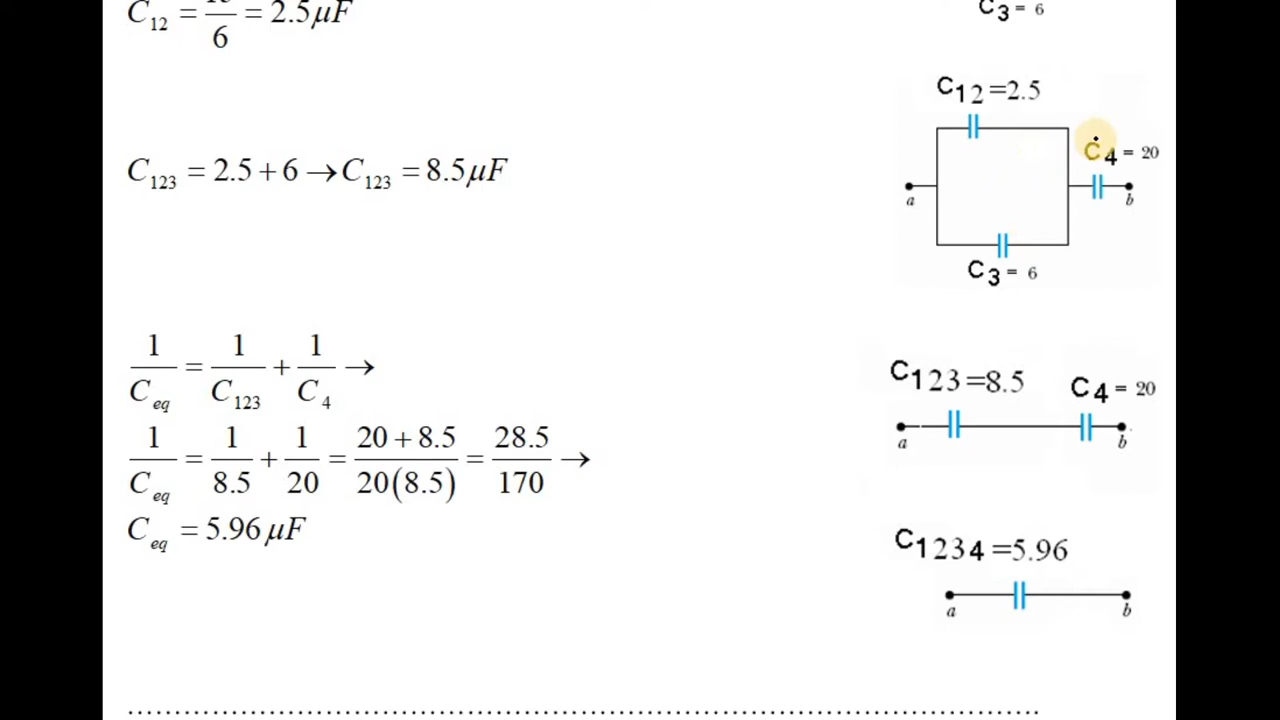 C₁₂ = 15/6 = 2.5μF
C₃ = 6
C₁₂ =2.5
C₄ = 20
C₁₂₃ = 2.5 + 6 → C₁₂₃ = 8.5μF
a
b
C₃ = 6
1/C_eq = 1/C₁₂₃ + 1/C₄ →
C₁₂₃ =8.5
C₄ = 20
a
b
1/C_eq = 1/8.5 + 1/20 = 20 + 8.5/20(8.5) = 28.5/170 →
C_eq = 5.96 μF
C₁₂₃₄ =5.96
a
b